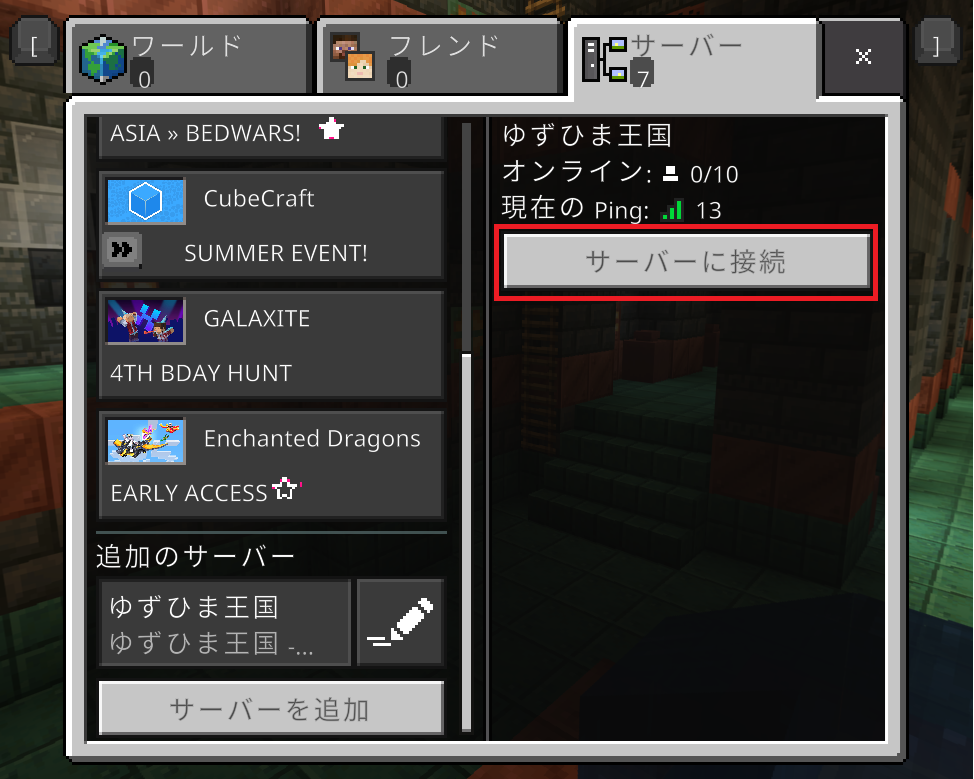 [
ワールド
0
フレンド
0
サーバー
7
]
ASIA » BEDWARS!
CubeCraft
SUMMER EVENT!
GALAXITE
4TH BDAY HUNT
Enchanted Dragons
EARLY ACCESS
追加のサーバー
ゆずひま王国
ゆずひま王国 -...
サーバーを追加
ゆずひま王国
オンライン: 0/10
現在の Ping: 13
サーバーに接続